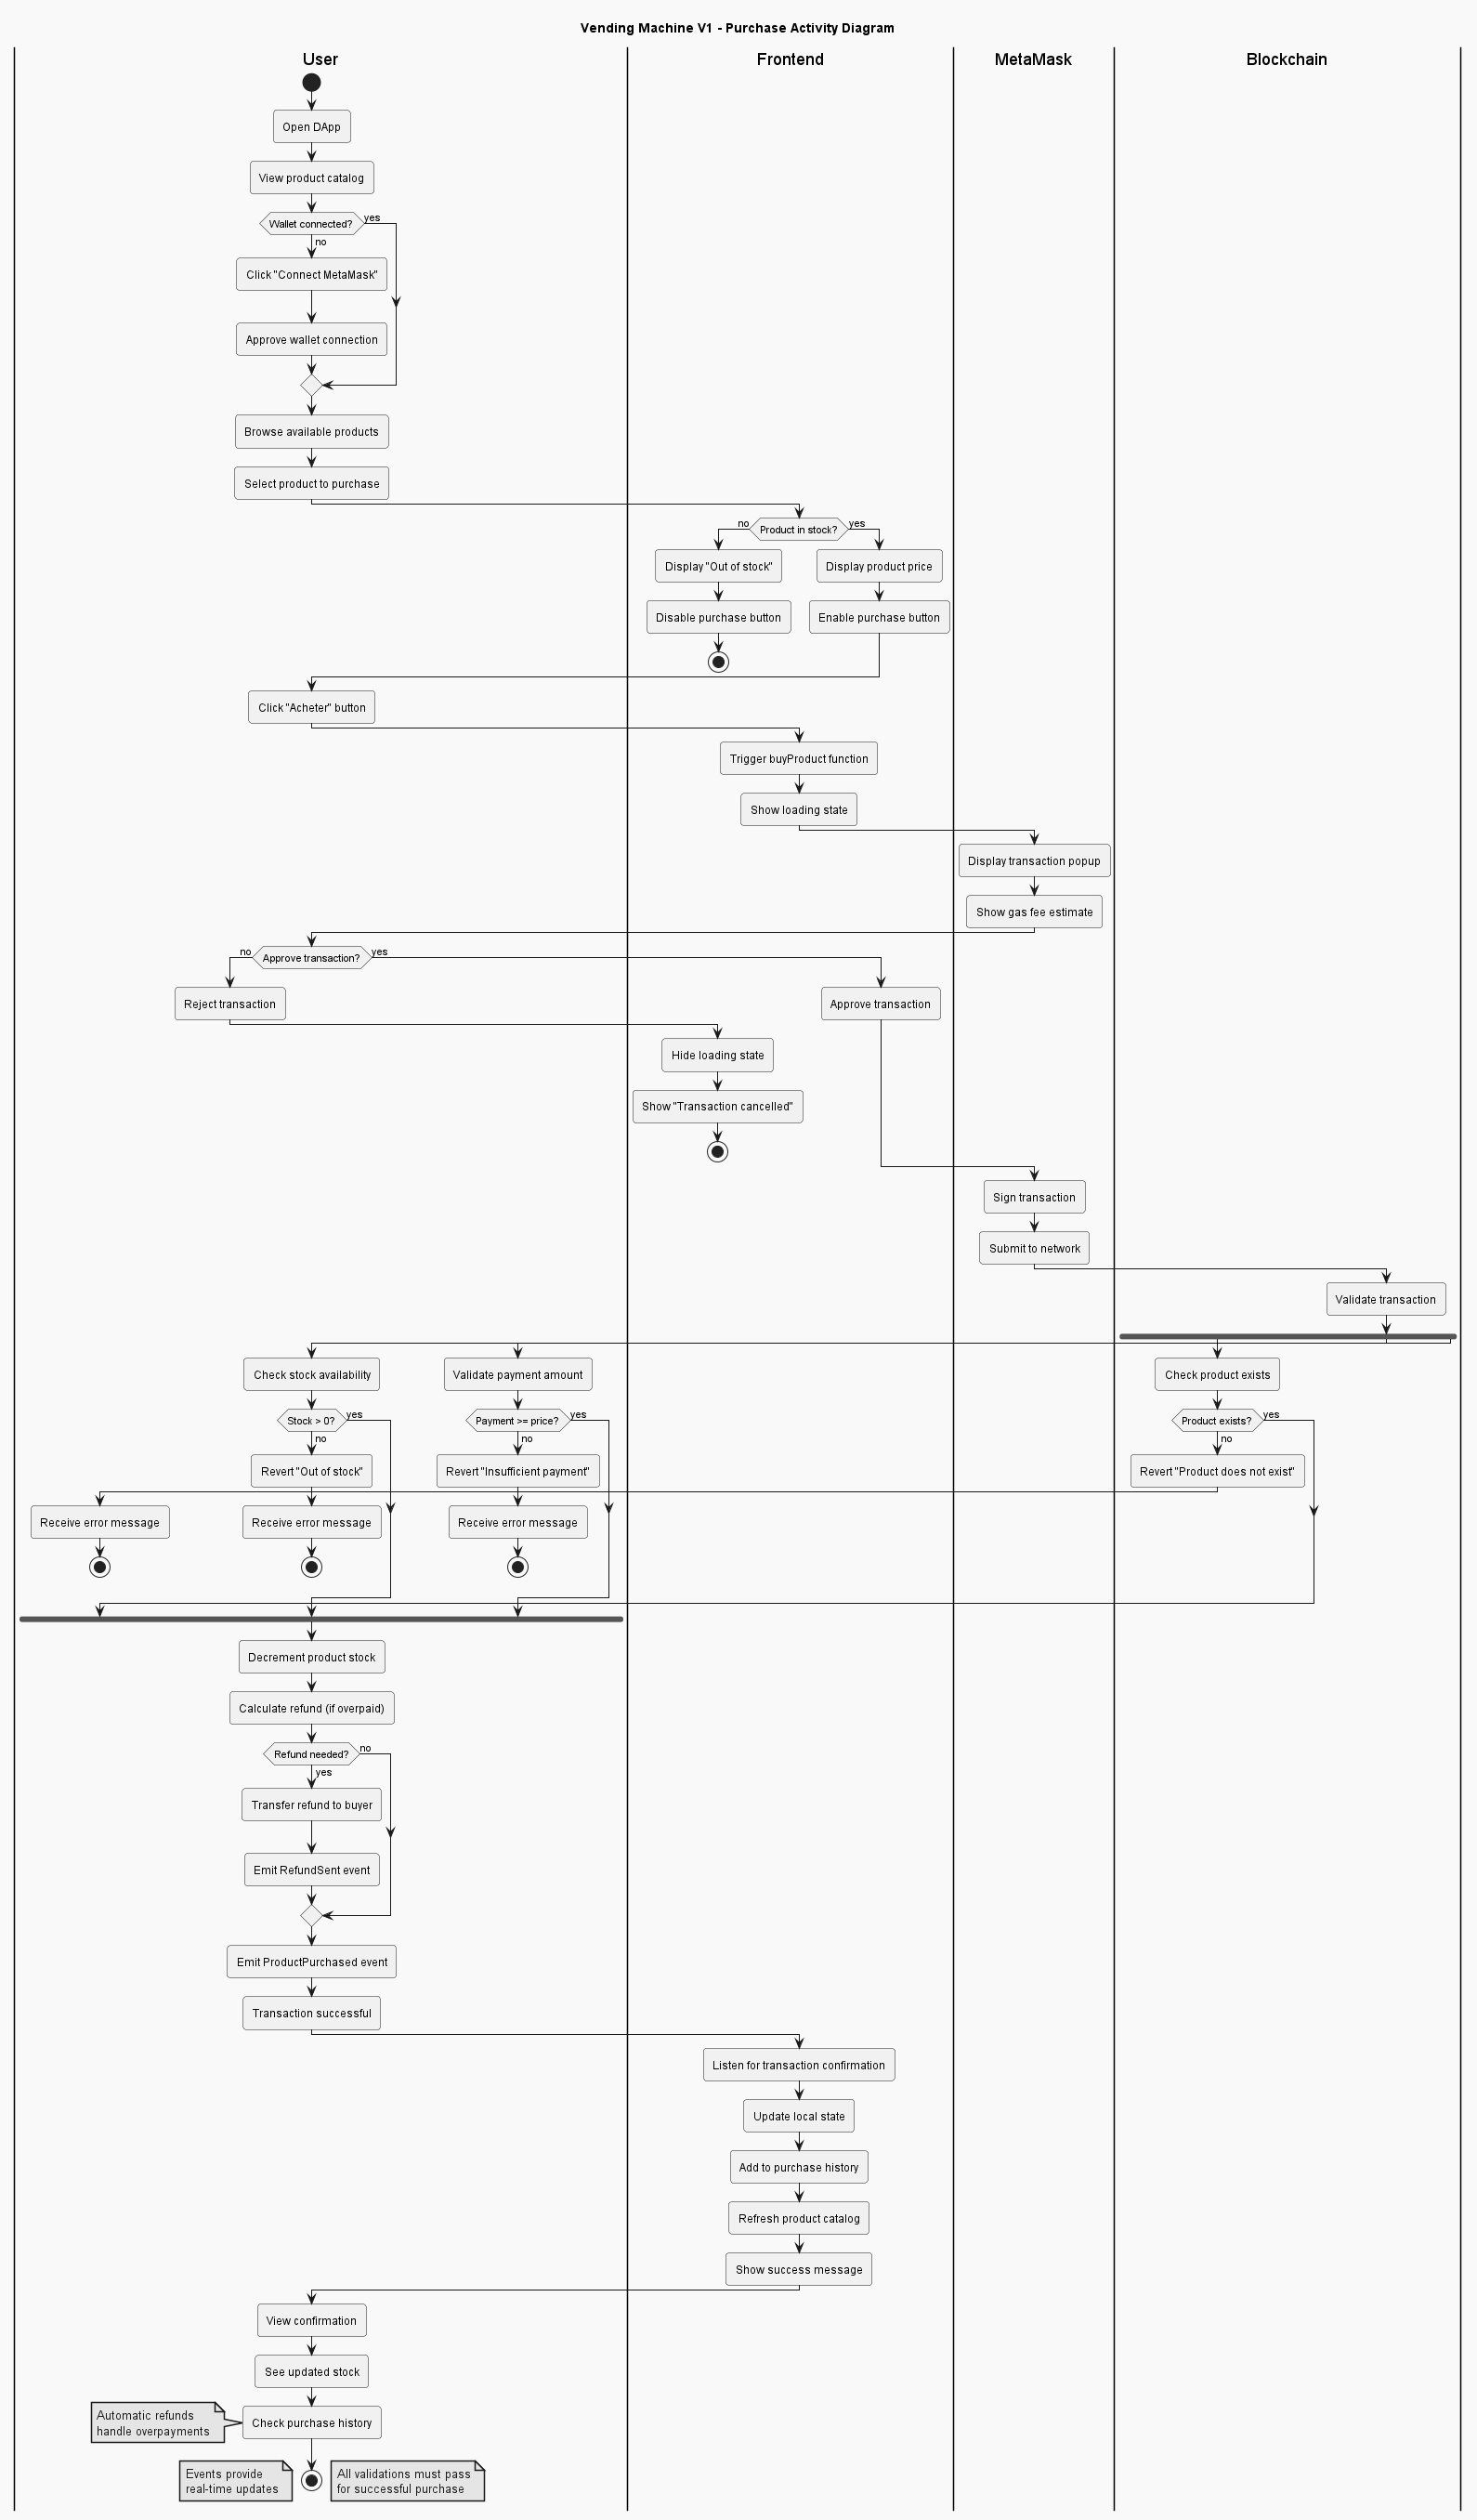 Vending Machine V1 - Purchase Activity Diagram
User
Frontend
MetaMask
Blockchain
Open DApp
View product catalog
Wallet connected?
yes
no
Click "Connect MetaMask"
Approve wallet connection
Browse available products
Select product to purchase
no
Product in stock?
yes
Display "Out of stock"
Display product price
Disable purchase button
Enable purchase button
Click "Acheter" button
Trigger buyProduct function
Show loading state
Display transaction popup
Show gas fee estimate
no
Approve transaction?
yes
Reject transaction
Approve transaction
Hide loading state
Show "Transaction cancelled"
Sign transaction
Submit to network
Validate transaction
Check stock availability
Validate payment amount
Check product exists
Stock > 0?
yes
no
Payment >= price?
yes
no
Product exists?
yes
no
Revert "Out of stock"
Revert "Insufficient payment"
Revert "Product does not exist"
Receive error message
Receive error message
Receive error message
Decrement product stock
Calculate refund (if overpaid)
Refund needed?
no
yes
Transfer refund to buyer
Emit RefundSent event
Emit ProductPurchased event
Transaction successful
Listen for transaction confirmation
Update local state
Add to purchase history
Refresh product catalog
Show success message
View confirmation
See updated stock
Automatic refunds
handle overpayments
Check purchase history
Events provide
real-time updates
All validations must pass
for successful purchase